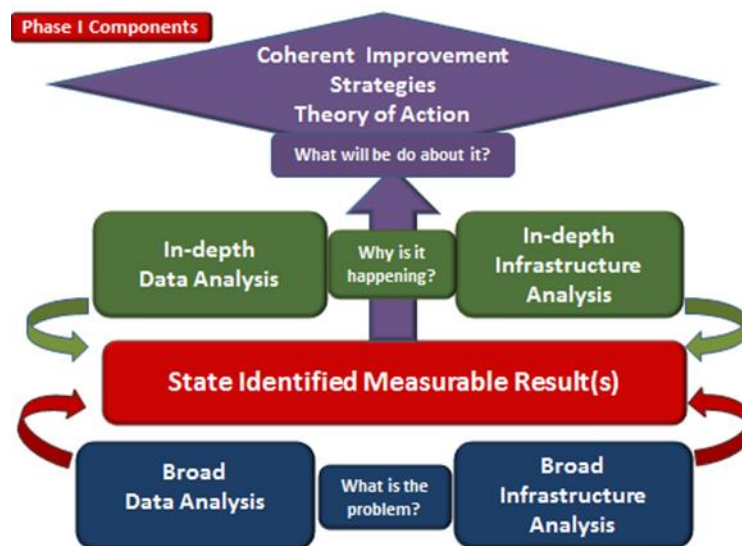 Phase I Components
Coherent Improvement
Strategies
Theory of Action
What will be do about it?
In-depth
Data Analysis
Why is it
happening?
In-depth
Infrastructure
Analysis
State Identified Measurable Result(s)
Broad
Data Analysis
What is the
problem?
Broad
Infrastructure
Analysis